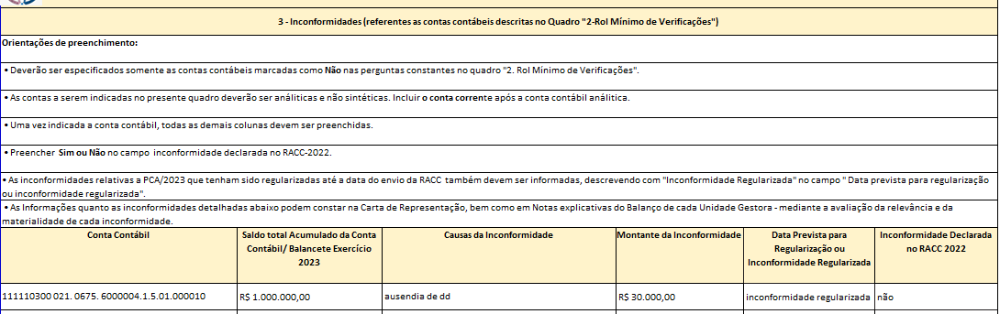 3 - Inconformidades (referentes as contas contábeis descritas no Quadro "2-Rol Mínimo de Verificações")
Orientações de preenchimento:
• Deverão ser especificados somente as contas contábeis marcadas como Não nas perguntas constantes no quadro "2. Rol Mínimo de Verificações".
• As contas a serem indicadas no presente quadro deverão ser análiticas e não sintéticas. Incluir o conta corrente após a conta contábil análitica.
• Uma vez indicada a conta contábil, todas as demais colunas devem ser preenchidas.
• Preencher Sim ou Não no campo inconformidade declarada no RACC-2022.
• As inconformidades relativas a PCA/2023 que tenham sido regularizadas até a data do envio da RACC também devem ser informadas, descrevendo com "Inconformidade Regularizada" no campo " Data prevista para regularização
ou inconformidade regularizada".
• As Informações quanto as inconformidades detalhadas abaixo podem constar na Carta de Representação, bem como em Notas explicativas do Balanço de cada Unidade Gestora - mediante a avaliação da relevância e da
materialidade de cada inconformidade.
Conta Contábil
Saldo total Acumulado da Conta
Contábil/ Balancete Exercício
2023
Causas da Inconformidade
Montante da Inconformidade
Data Prevista para
Regularização ou
Inconformidade Regularizada
Inconformidade Declarada
no RACC 2022
111110300 021. 0675. 6000004.1.5.01.000010
R$ 1.000.000,00
ausendia de dd
R$ 30.000,00
inconformidade regularizada
não